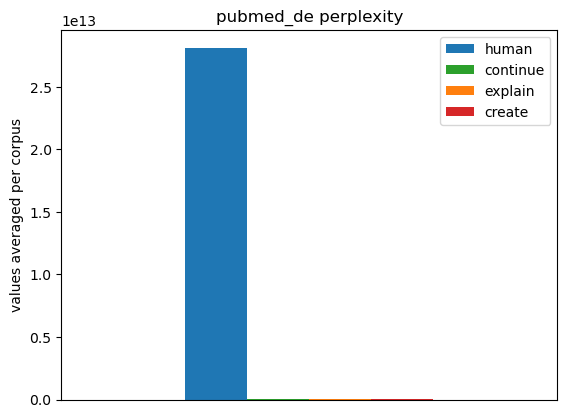 pubmed_de perplexity
1e13
human
continue
explain
create
values averaged per corpus
2.5
2.0
1.5
1.0
0.5
0.0